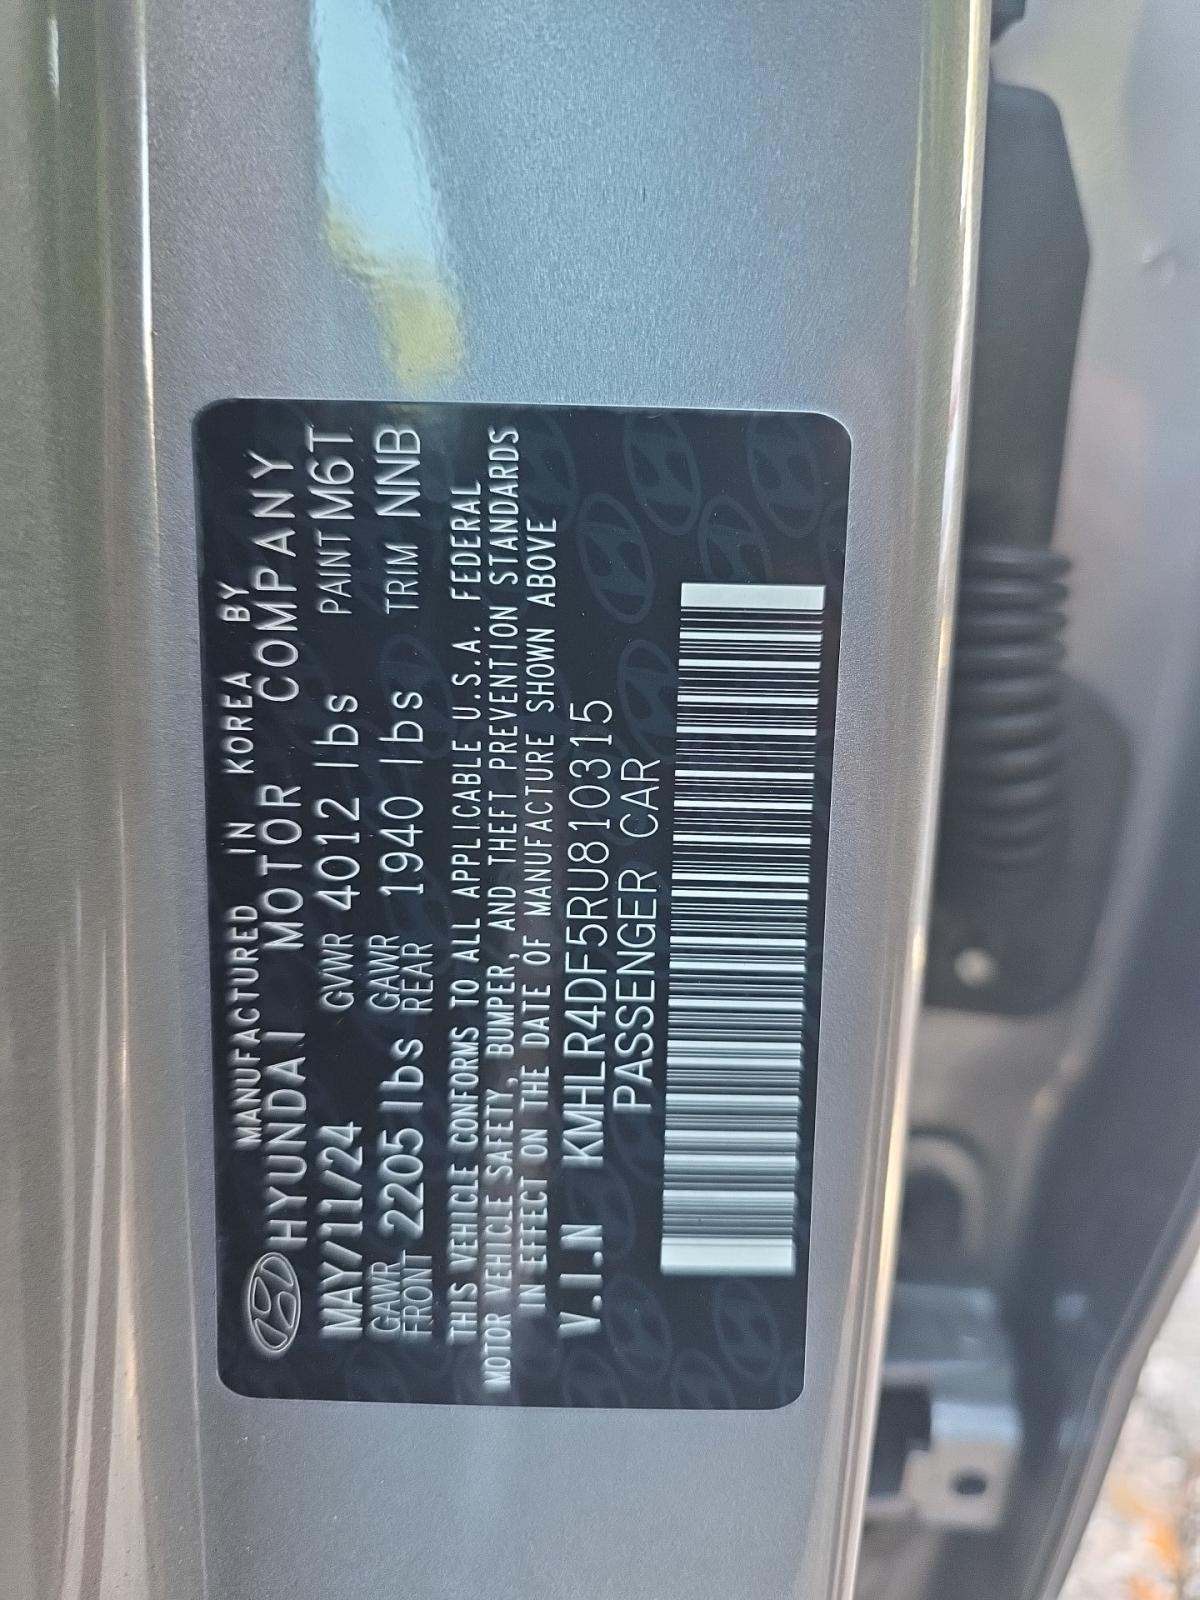 MANUFACTURED IN KOREA BY
HYUNDAI MOTOR COMPANY
MAY/11/24 GVWR 4012 lbs PAINT M6T
GAWR FRONT 2205 lbs GAWR REAR 1940 lbs TRIM NNB
THIS VEHICLE CONFORMS TO ALL APPLICABLE U.S.A. FEDERAL
MOTOR VEHICLE SAFETY, BUMPER, AND THEFT PREVENTION STANDARDS
IN EFFECT ON THE DATE OF MANUFACTURE SHOWN ABOVE
V.I.N KMHLR4DF5RU810315
PASSENGER CAR